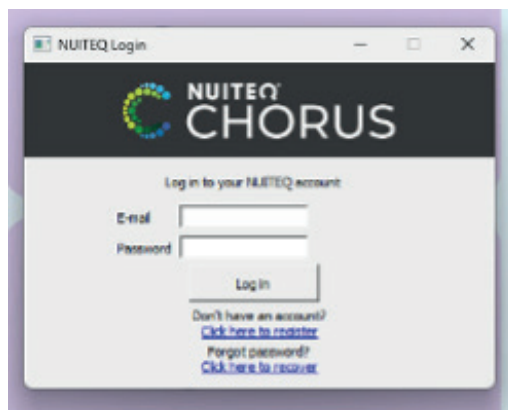 NUITEQ Login
NUITEQ
CHORUS
Log in to your NUITEQ account
E-mail
Password
Log in
Don't have an account?
Click here to register
Forgot password?
Click here to recover